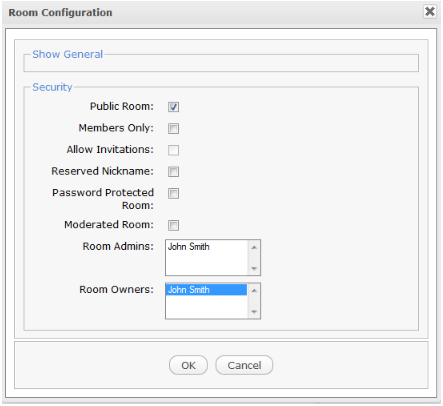 Room Configuration
Show General
Security
Public Room:
Members Only:
Allow Invitations:
Reserved Nickname:
Password Protected
Room:
Moderated Room:
Room Admins: John Smith
Room Owners: John Smith
OK Cancel